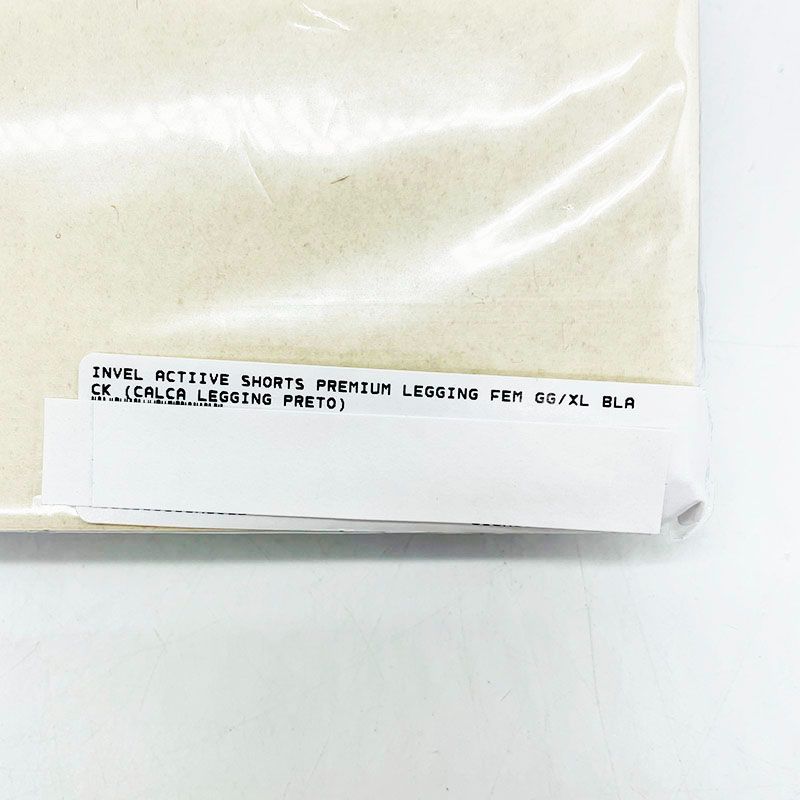 INVEL ACTIIVE SHORTS PREMIUM LEGGING FEM GG/XL BLA
CK (CALCA LEGGING PRETO)